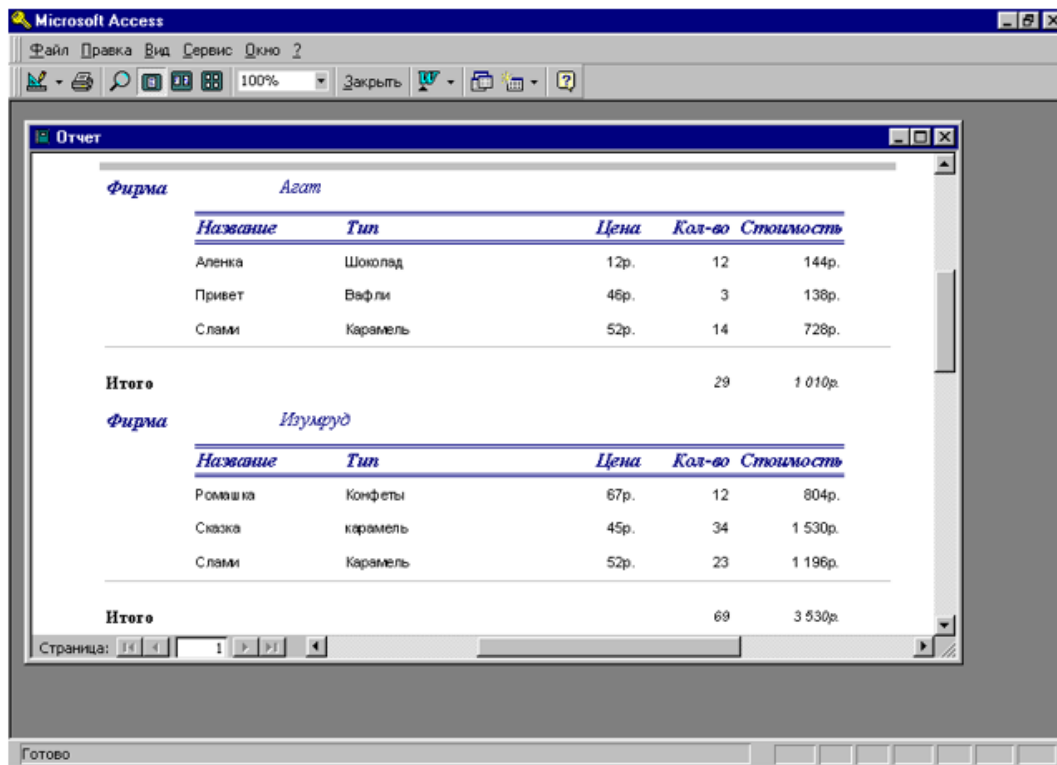 Microsoft Access
Файл Правка Вид Сервис Окно ?
100% Закрыть
Отчет
Фирма Агат
Название Тип Цена Кол-во Стоимость
Аленка Шоколад 12р. 12 144р.
Привет Вафли 46р. 3 138р.
Слами Карамель 52р. 14 728р.
Итого 29 1 010р.
Фирма Изумруд
Название Тип Цена Кол-во Стоимость
Ромашка Конфеты 67р. 12 804р.
Сказка карамель 45р. 34 1 530р.
Слами Карамель 52р. 23 1 196р.
Итого 69 3 530р.
Страница: 1
Готово